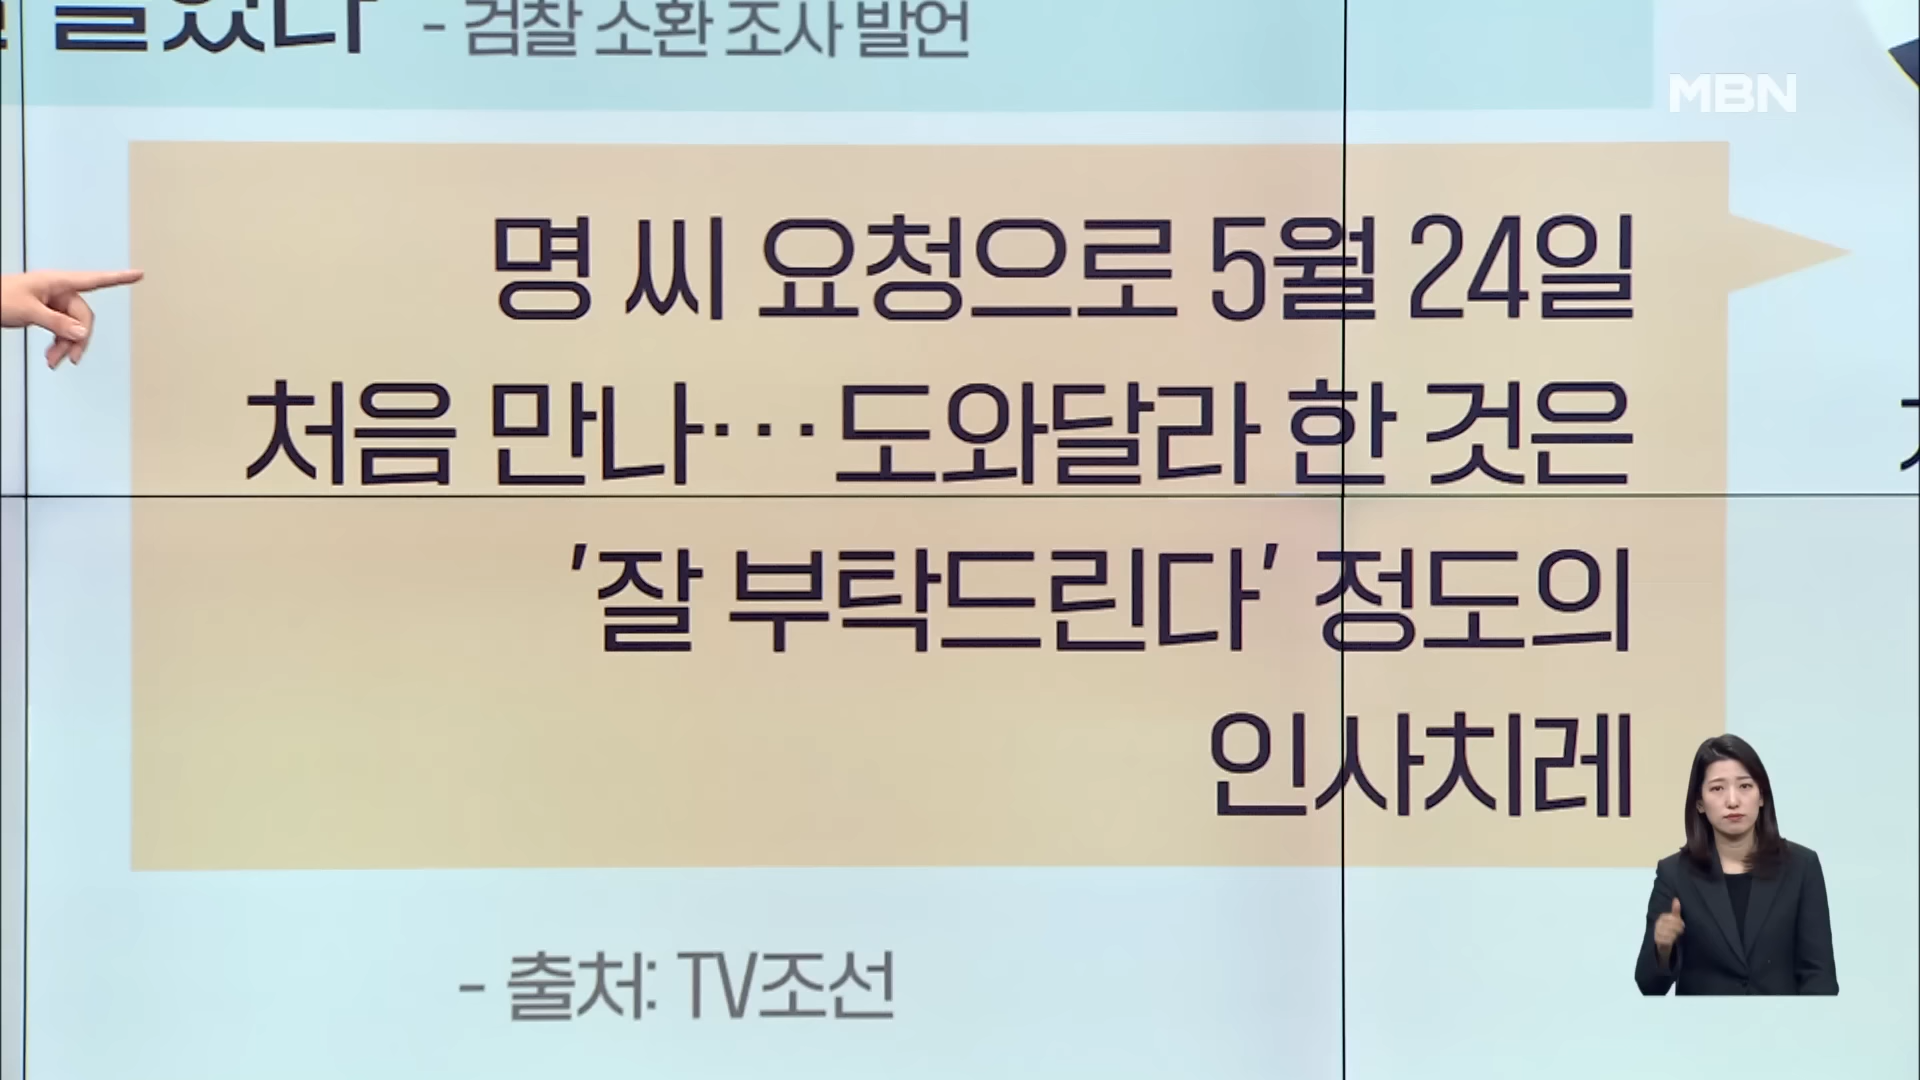 - 검찰 소환 조사 발언
MBN
명 씨 요청으로 5월 24일
처음 만나…도와달라 한 것은
'잘 부탁드린다' 정도의
인사치레
- 출처: TV조선